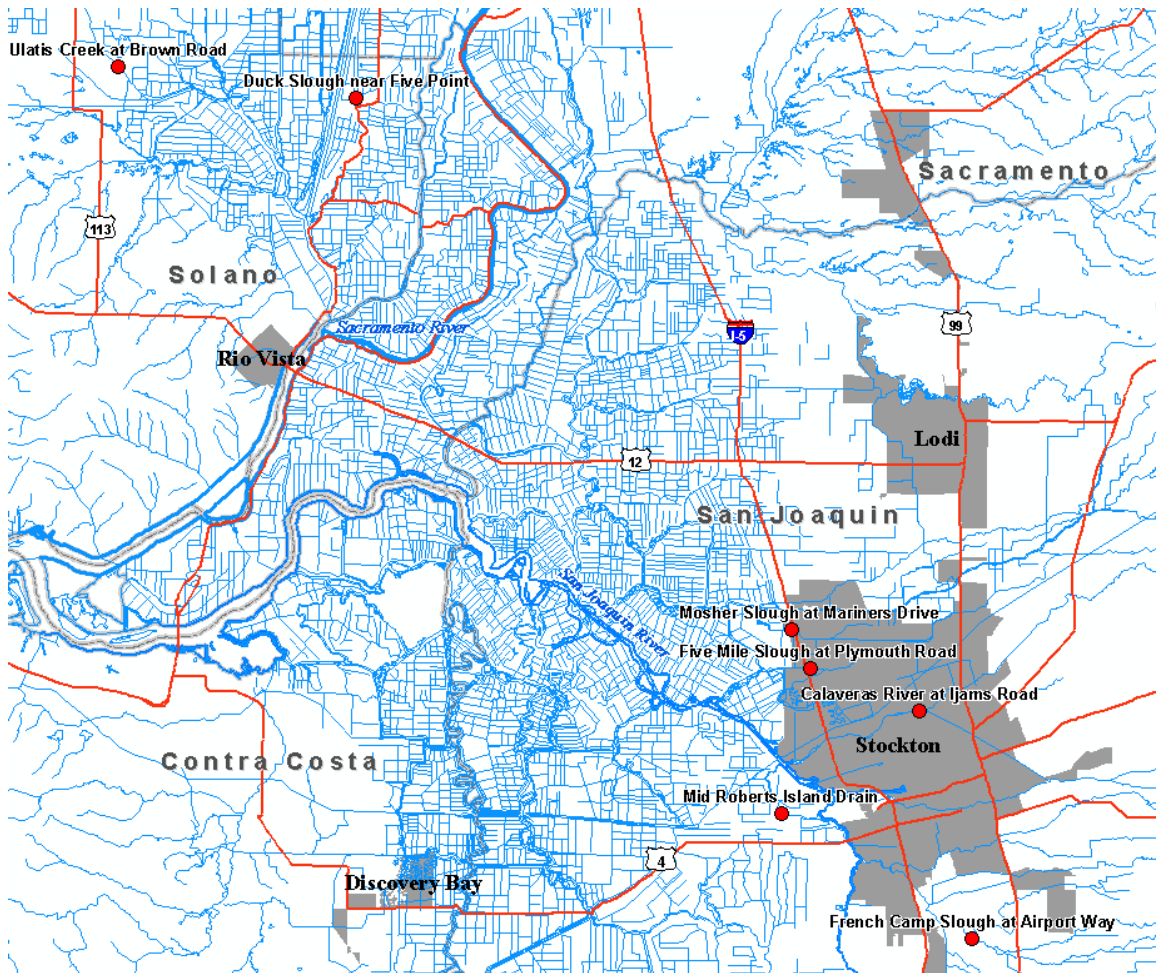 Ulatis Creek at Brown Road
Duck Slough near Five Point
Sacramento
113
Solano
Sacramento River
99
I-5
Rio Vista
Lodi
12
San Joaquin
San Joaquin River
Mosher Slough at Mariners Drive
Five Mile Slough at Plymouth Road
Calaveras River at Ijams Road
Stockton
Contra Costa
Mid Roberts Island Drain
4
Discovery Bay
French Camp Slough at Airport Way